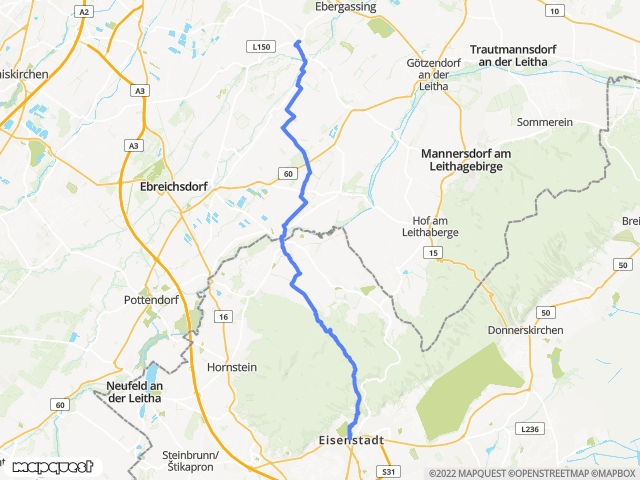 Ebergassing
A2
10
L150
Trautmannsdorf
an der Leitha
Götzendorf
an der
Leitha
iskirchen
A3
Sommerein
A3
Mannersdorf am
Leithagebirge
60
Ebreichsdorf
Hof am
Leithaberge
Brei
15
50
Pottendorf
16
50
Donnerskirchen
Hornstein
Neufeld an
der Leitha
60
L236
Eisenstadt
Steinbrunn/
Štikapron
S31
mapquest
©2022 MAPQUEST ©OPENSTREETMAP ©MAPBOX